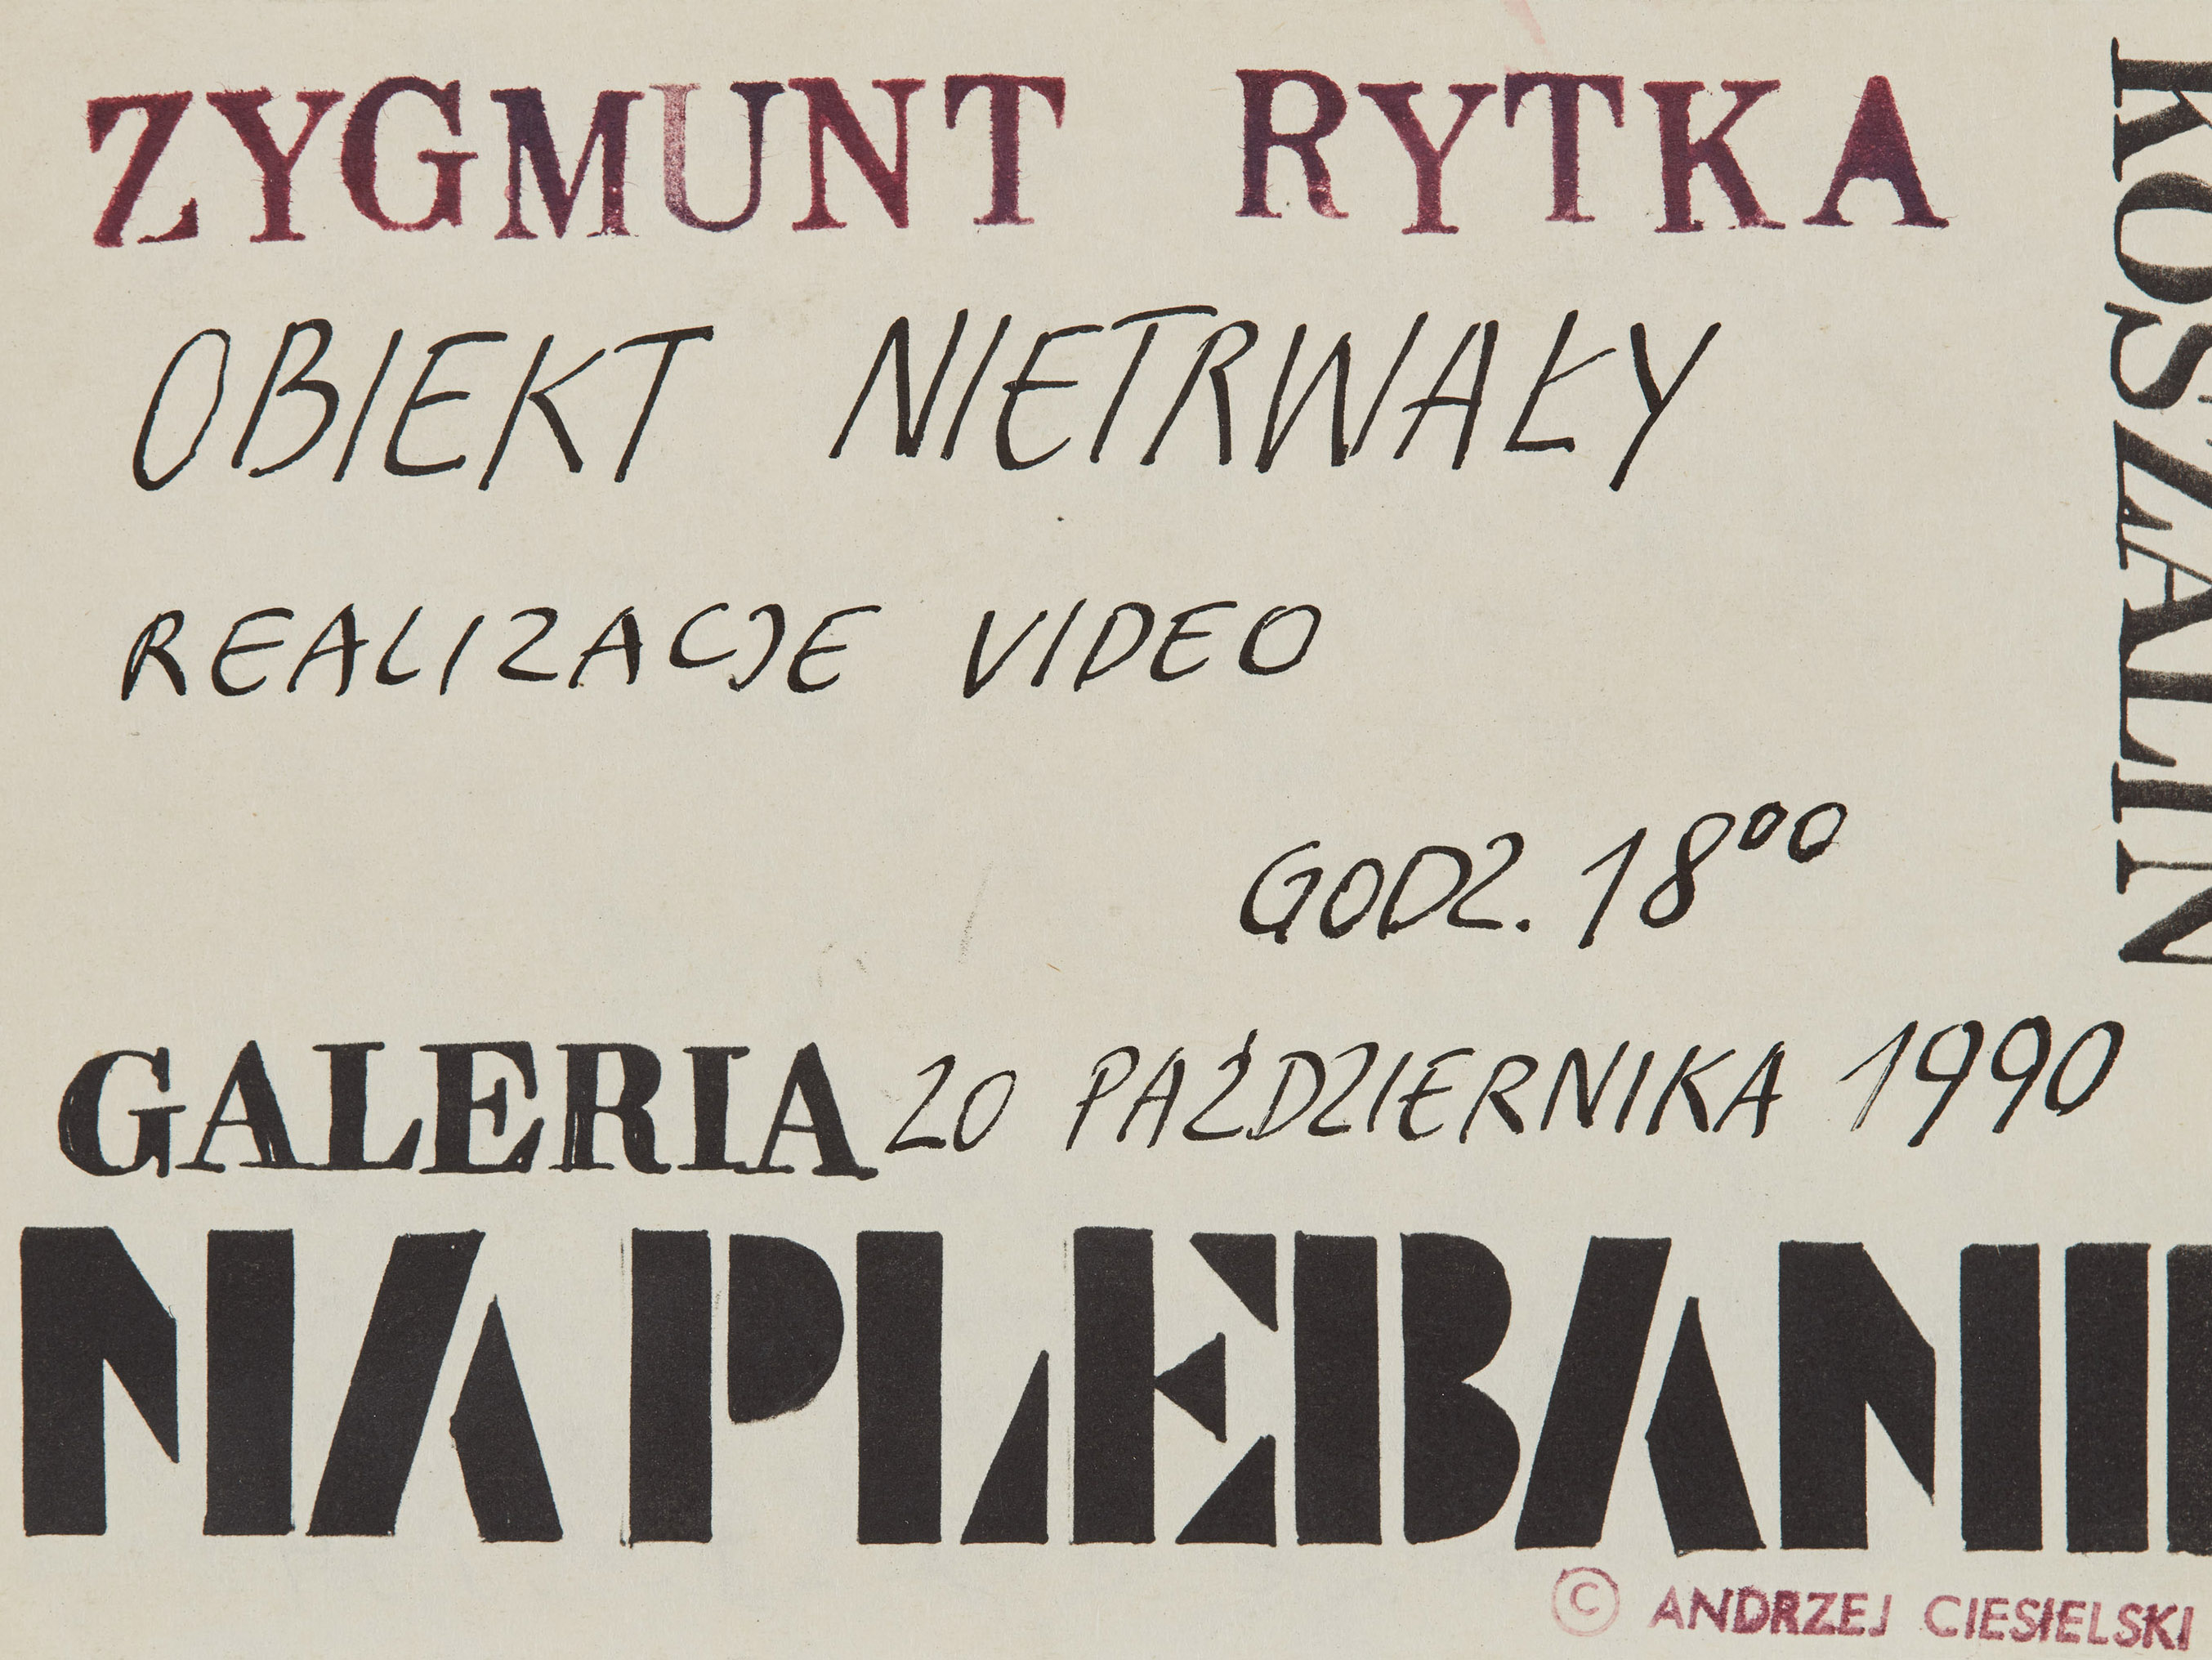 ZYGMUNT RYTKA
OBIEKT NIETRWAŁY
REALIZACJE VIDEO
GODZ. 18⁰⁰
GALERIA 20 PAŹDZIERNIKA 1990
NA PLEBANII
© ANDRZEJ CIESIELSKI
KOSZALIN